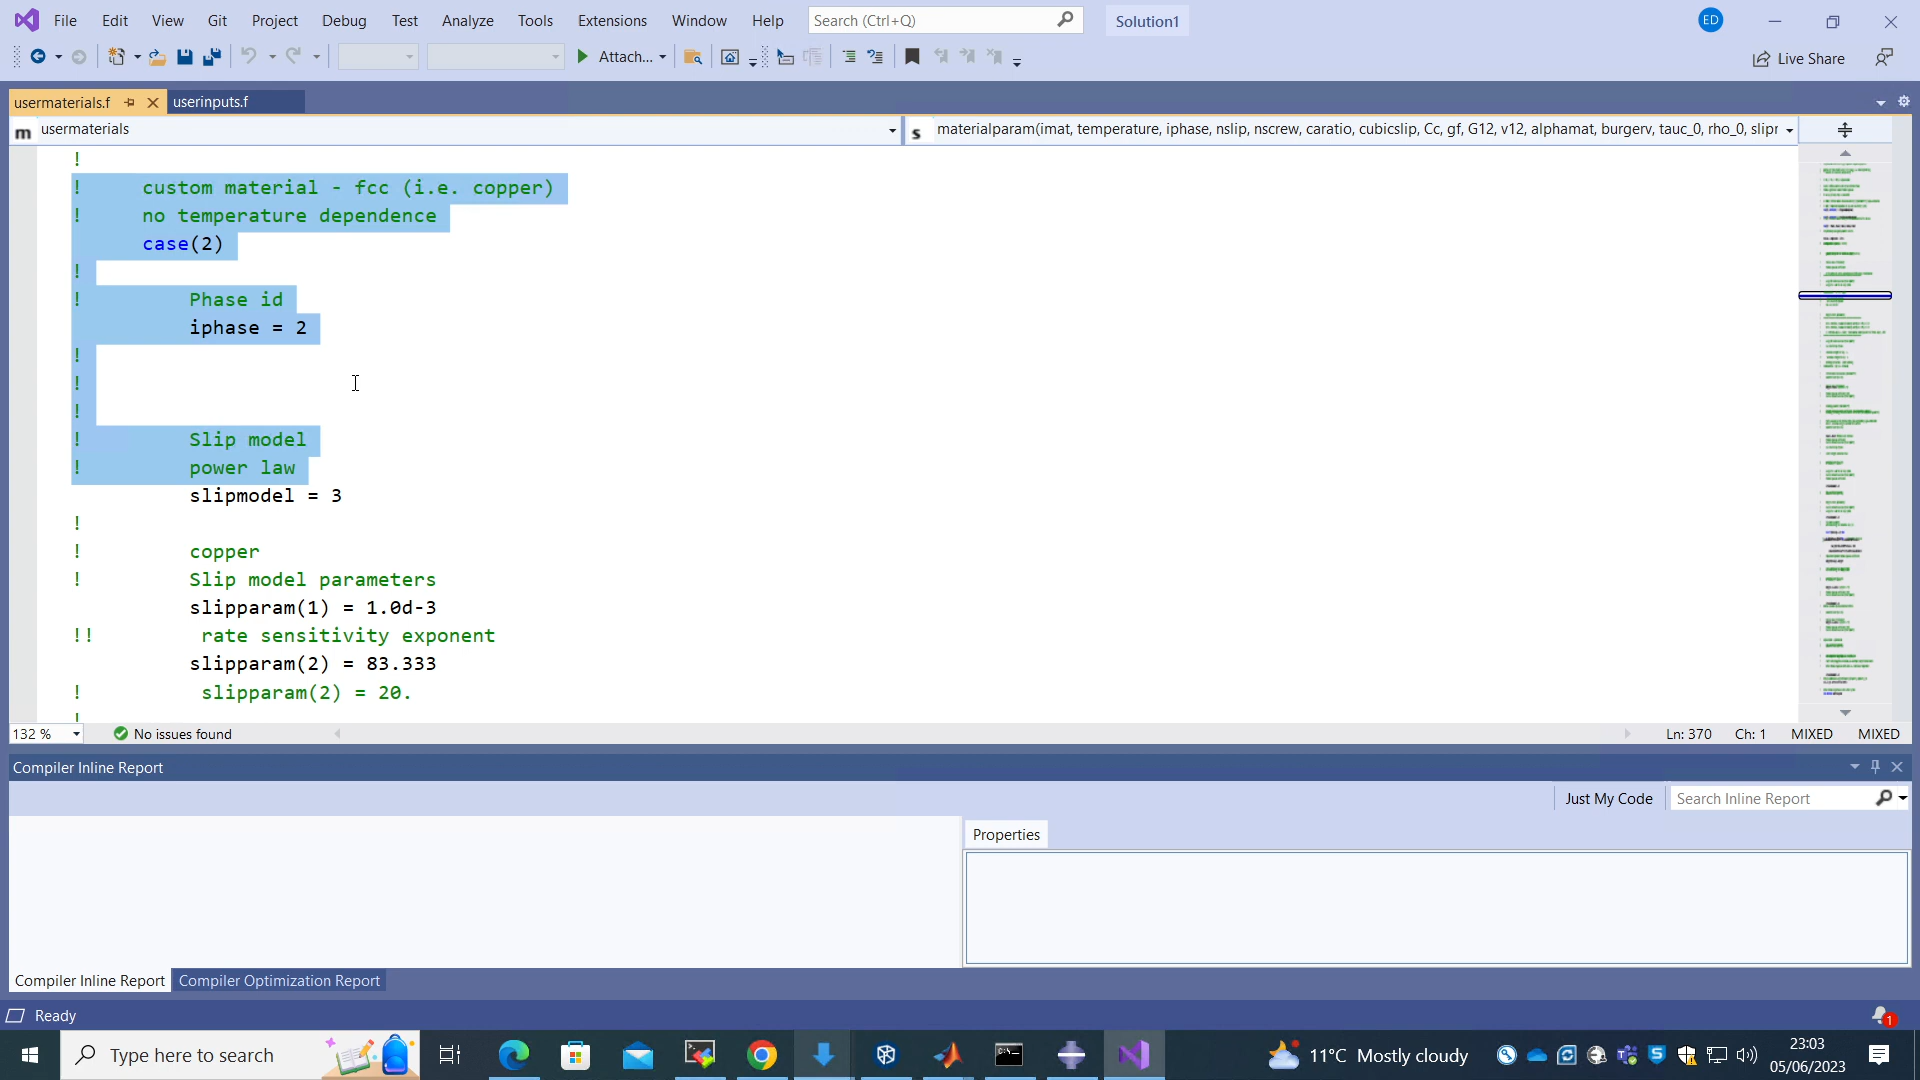 File Edit View Git Project Debug Test Analyze Tools Extensions Window Help Search (Ctrl+Q) Solution1 ED
Attach... Live Share
usermaterials.f userinputs.f
usermaterials materialparam(imat, temperature, iphase, nslip, nscrew, caratio, cubicslip, Cc, gf, G12, v12, alphamat, burgerv, tauc_0, rho_0, slipr
!
! custom material - fcc (i.e. copper)
! no temperature dependence
case(2)
!
! Phase id
iphase = 2
!
!
!
! Slip model
! power law
slipmodel = 3
!
! copper
! Slip model parameters
slipparam(1) = 1.0d-3
!! rate sensitivity exponent
slipparam(2) = 83.333
! slipparam(2) = 20.
!
132 % No issues found Ln: 370 Ch: 1 MIXED MIXED
Compiler Inline Report
Just My Code Search Inline Report
Properties
Compiler Inline Report Compiler Optimization Report
Ready 1
Type here to search 11°C Mostly cloudy 23:03
05/06/2023